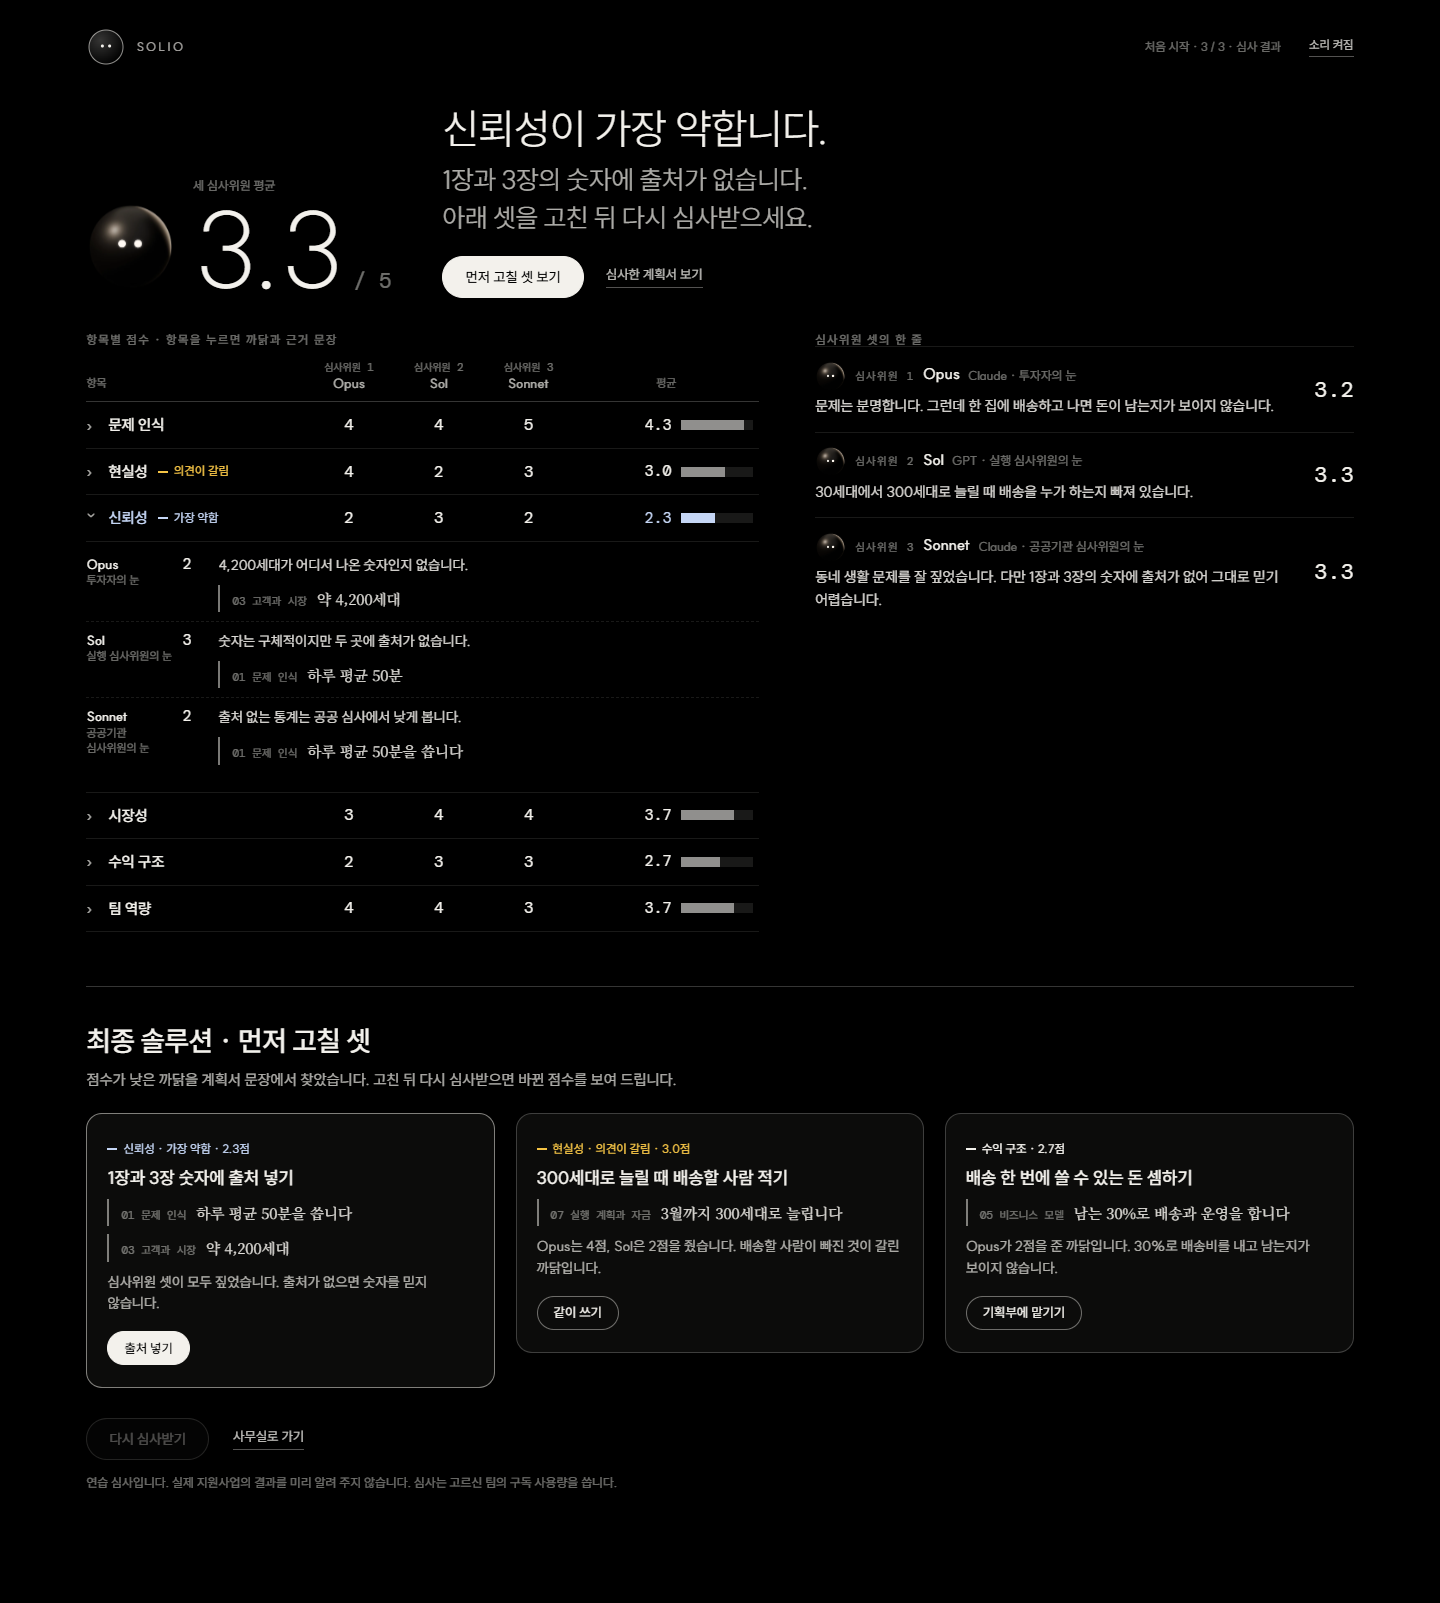 SOLIO
처음 시작 · 3 / 3 · 심사 결과
소리 켜짐
신뢰성이 가장 약합니다.
1장과 3장의 숫자에 출처가 없습니다.
아래 셋을 고친 뒤 다시 심사받으세요.
세 심사위원 평균
3.3 / 5
먼저 고칠 셋 보기
심사한 계획서 보기
항목별 점수 · 항목을 누르면 까닭과 근거 문장
항목
심사위원 1
Opus
심사위원 2
Sol
심사위원 3
Sonnet
평균
› 문제 인식 4 4 5 4.3
› 현실성 의견이 갈림 4 2 3 3.0
신뢰성 가장 약함 2 3 2 2.3
Opus 2 4,200세대가 어디서 나온 숫자인지 없습니다.
투자자의 눈
03 고객과 시장 약 4,200세대
Sol 3 숫자는 구체적이지만 두 곳에 출처가 없습니다.
실행 심사위원의 눈
01 문제 인식 하루 평균 50분
Sonnet 2 출처 없는 통계는 공공 심사에서 낮게 봅니다.
공공기관
심사위원의 눈
01 문제 인식 하루 평균 50분을 씁니다
› 시장성 3 4 4 3.7
› 수익 구조 2 3 3 2.7
› 팀 역량 4 4 3 3.7
심사위원 셋의 한 줄
심사위원 1 Opus Claude · 투자자의 눈
문제는 분명합니다. 그런데 한 집에 배송하고 나면 돈이 남는지가 보이지 않습니다.
3.2
심사위원 2 Sol GPT · 실행 심사위원의 눈
30세대에서 300세대로 늘릴 때 배송을 누가 하는지 빠져 있습니다.
3.3
심사위원 3 Sonnet Claude · 공공기관 심사위원의 눈
동네 생활 문제를 잘 짚었습니다. 다만 1장과 3장의 숫자에 출처가 없어 그대로 믿기
어렵습니다.
3.3
최종 솔루션 · 먼저 고칠 셋
점수가 낮은 까닭을 계획서 문장에서 찾았습니다. 고친 뒤 다시 심사받으면 바뀐 점수를 보여 드립니다.
신뢰성 · 가장 약함 · 2.3점
1장과 3장 숫자에 출처 넣기
01 문제 인식 하루 평균 50분을 씁니다
03 고객과 시장 약 4,200세대
심사위원 셋이 모두 짚었습니다. 출처가 없으면 숫자를 믿지
않습니다.
출처 넣기
현실성 · 의견이 갈림 · 3.0점
300세대로 늘릴 때 배송할 사람 적기
07 실행 계획과 자금 3월까지 300세대로 늘립니다
Opus는 4점, Sol은 2점을 줬습니다. 배송할 사람이 빠진 것이 갈린
까닭입니다.
같이 쓰기
수익 구조 · 2.7점
배송 한 번에 쓸 수 있는 돈 셈하기
05 비즈니스 모델 남는 30%로 배송과 운영을 합니다
Opus가 2점을 준 까닭입니다. 30%로 배송비를 내고 남는지가
보이지 않습니다.
기획부에 맡기기
다시 심사받기
사무실로 가기
연습 심사입니다. 실제 지원사업의 결과를 미리 알려 주지 않습니다. 심사는 고르신 팀의 구독 사용량을 씁니다.